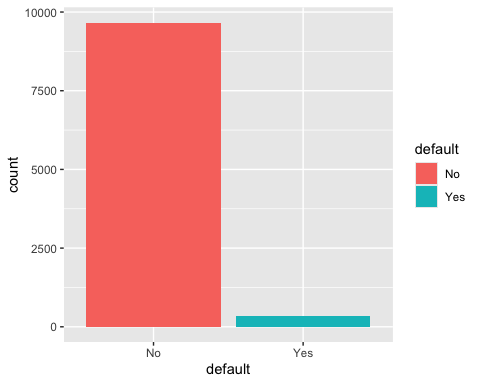 10000
7500
5000
2500
0
count
No
Yes
default
default
No
Yes